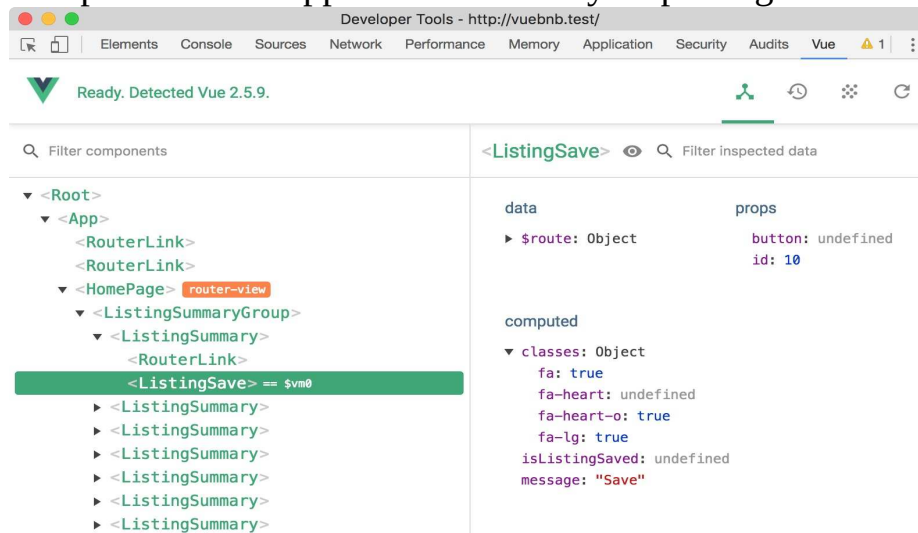 Developer Tools - http://vuebnb.test/
Elements Console Sources Network Performance Memory Application Security Audits Vue 1
Ready. Detected Vue 2.5.9.
Filter components
<ListingSave> Filter inspected data
▼ <Root>
▼ <App>
<RouterLink>
<RouterLink>
▼ <HomePage> router-view
▼ <ListingSummaryGroup>
▼ <ListingSummary>
<RouterLink>
<ListingSave> == $vm0
▶ <ListingSummary>
▶ <ListingSummary>
▶ <ListingSummary>
▶ <ListingSummary>
▶ <ListingSummary>
▶ <ListingSummary>
data
▶ $route: Object
props
button: undefined
id: 10
computed
▼ classes: Object
fa: true
fa-heart: undefined
fa-heart-o: true
fa-lg: true
isListingSaved: undefined
message: "Save"